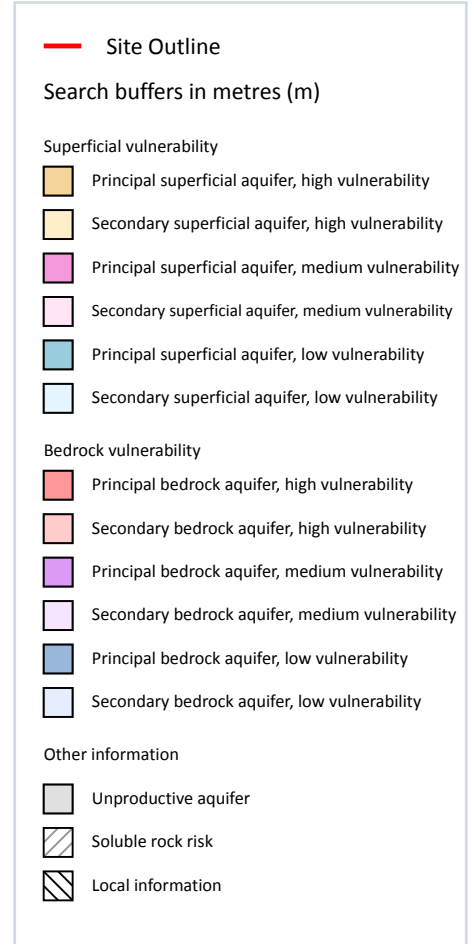 Site Outline
Search buffers in metres (m)
Superficial vulnerability
Principal superficial aquifer, high vulnerability
Secondary superficial aquifer, high vulnerability
Principal superficial aquifer, medium vulnerability
Secondary superficial aquifer, medium vulnerability
Principal superficial aquifer, low vulnerability
Secondary superficial aquifer, low vulnerability
Bedrock vulnerability
Principal bedrock aquifer, high vulnerability
Secondary bedrock aquifer, high vulnerability
Principal bedrock aquifer, medium vulnerability
Secondary bedrock aquifer, medium vulnerability
Principal bedrock aquifer, low vulnerability
Secondary bedrock aquifer, low vulnerability
Other information
Unproductive aquifer
Soluble rock risk
Local information